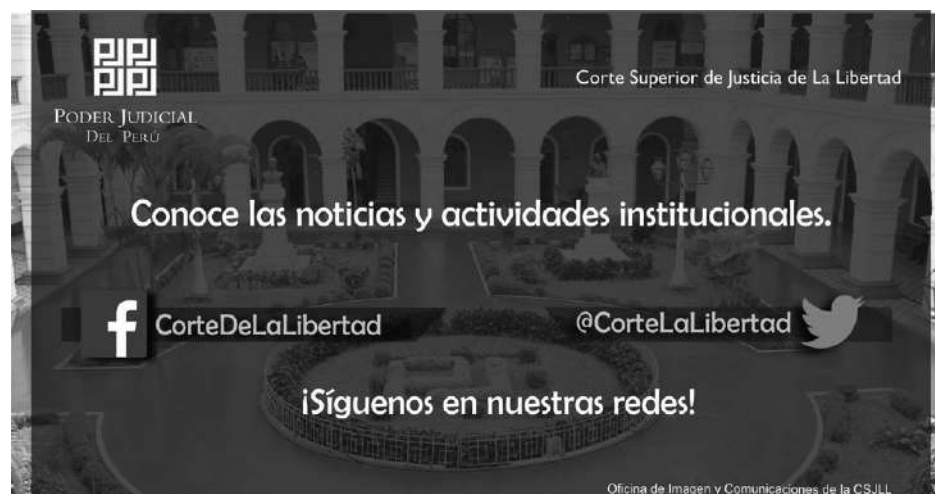 PODER JUDICIAL
DEL PERÚ
Corte Superior de Justicia de La Libertad
Conoce las noticias y actividades institucionales.
CorteDeLaLibertad
@CorteLaLibertad
¡Síguenos en nuestras redes!
Oficina de Imagen y Comunicaciones de la CSJLL